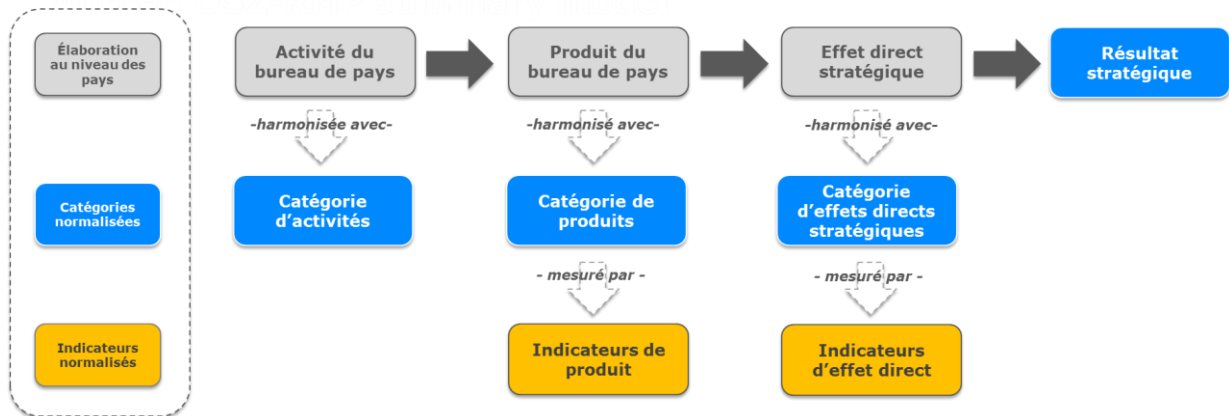 Élaboration
au niveau des
pays
Activité du
bureau de pays
Produit du
bureau de pays
Effet direct
stratégique
Résultat
stratégique
-harmonisée avec-
-harmonisé avec-
-harmonisé avec-
Catégories
normalisées
Catégorie
d’activités
Catégorie de
produits
Catégorie
d’effets directs
stratégiques
- mesuré par -
- mesuré par -
Indicateurs
normalisés
Indicateurs de
produit
Indicateurs
d’effet direct